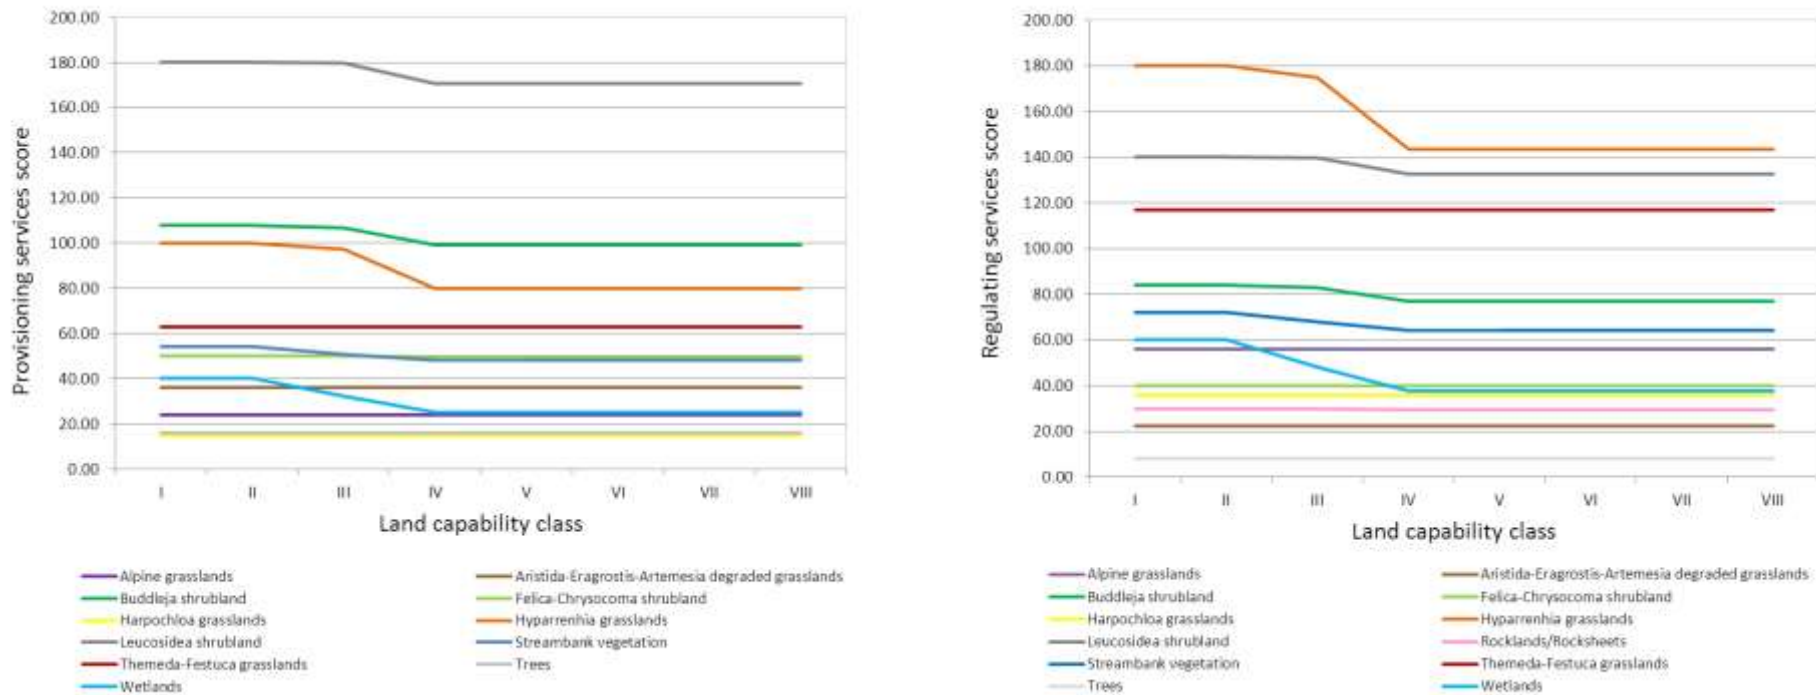 200.00
180.00
160.00
140.00
120.00
100.00
80.00
60.00
40.00
20.00
0.00
Provisioning services score
I II III IV V VI VII VIII
Land capability class
Alpine grasslands Aristida-Eragrostis-Artemesia degraded grasslands
Buddleja shrubland Felica-Chrysocoma shrubland
Harpochloa grasslands Hyparrenhia grasslands
Leucosidea shrubland Streambank vegetation
Themeda-Festuca grasslands Trees
Wetlands
200.00
180.00
160.00
140.00
120.00
100.00
80.00
60.00
40.00
20.00
0.00
Regulating services score
I II III IV V VI VII VIII
Land capability class
Alpine grasslands Aristida-Eragrostis-Artemesia degraded grasslands
Buddleja shrubland Felica-Chrysocoma shrubland
Harpochloa grasslands Hyparrenhia grasslands
Leucosidea shrubland Rocklands/Rocksheets
Streambank vegetation Themeda-Festuca grasslands
Trees Wetlands